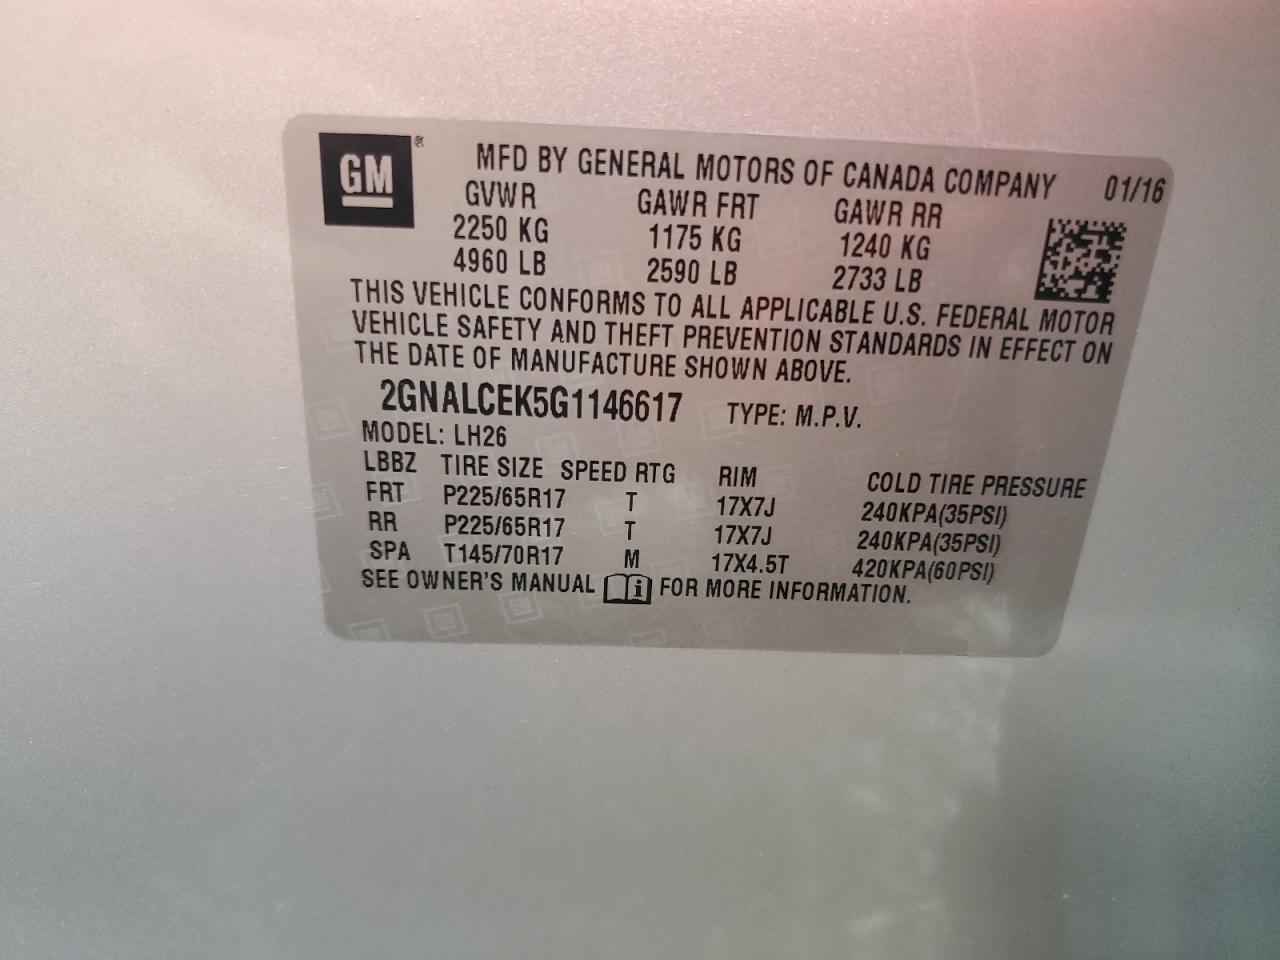 GM®
MFD BY GENERAL MOTORS OF CANADA COMPANY 01/16
GVWR GAWR FRT GAWR RR
2250 KG 1175 KG 1240 KG
4960 LB 2590 LB 2733 LB
THIS VEHICLE CONFORMS TO ALL APPLICABLE U.S. FEDERAL MOTOR
VEHICLE SAFETY AND THEFT PREVENTION STANDARDS IN EFFECT ON
THE DATE OF MANUFACTURE SHOWN ABOVE.
2GNALCEK5G1146617 TYPE: M.P.V.
MODEL: LH26
LBBZ TIRE SIZE SPEED RTG RIM COLD TIRE PRESSURE
FRT P225/65R17 T 17X7J 240KPA(35PSI)
RR P225/65R17 T 17X7J 240KPA(35PSI)
SPA T145/70R17 M 17X4.5T 420KPA(60PSI)
SEE OWNER'S MANUAL i FOR MORE INFORMATION.